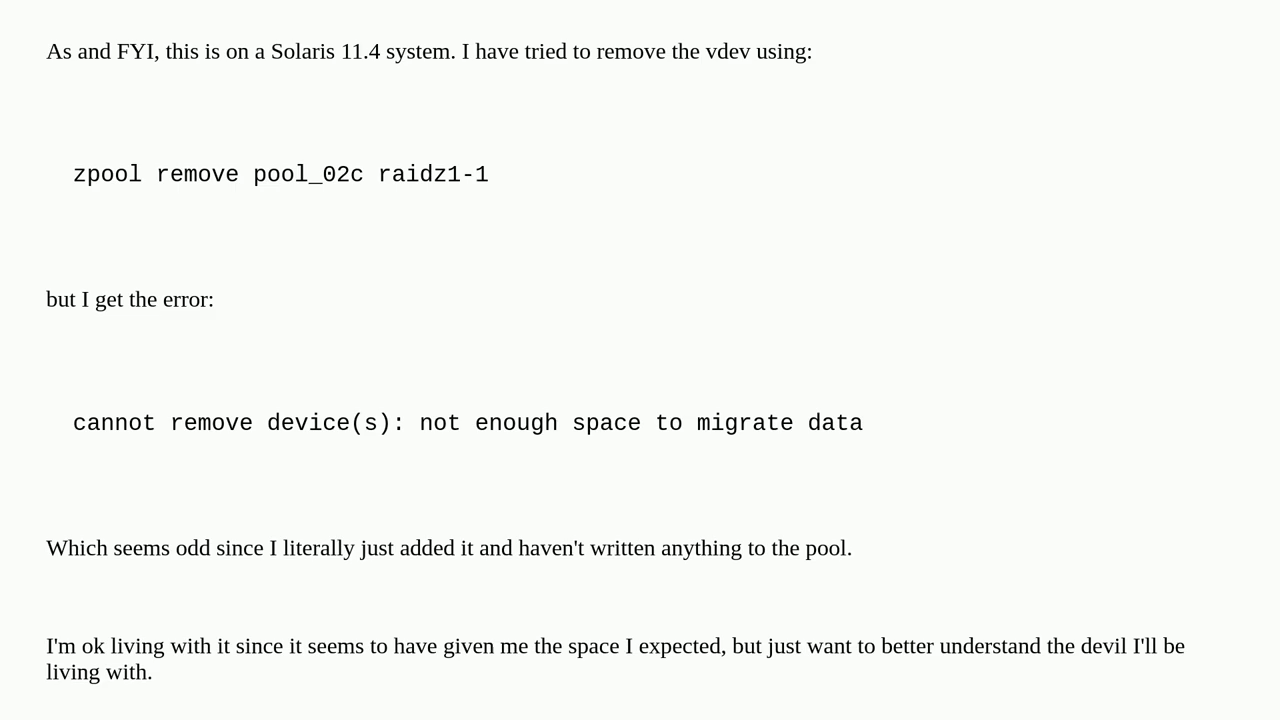 As and FYI, this is on a Solaris 11.4 system. I have tried to remove the vdev using:
zpool remove pool_02c raidz1-1
but I get the error:
cannot remove device(s): not enough space to migrate data
Which seems odd since I literally just added it and haven't written anything to the pool.
I'm ok living with it since it seems to have given me the space I expected, but just want to better understand the devil I'll be
living with.